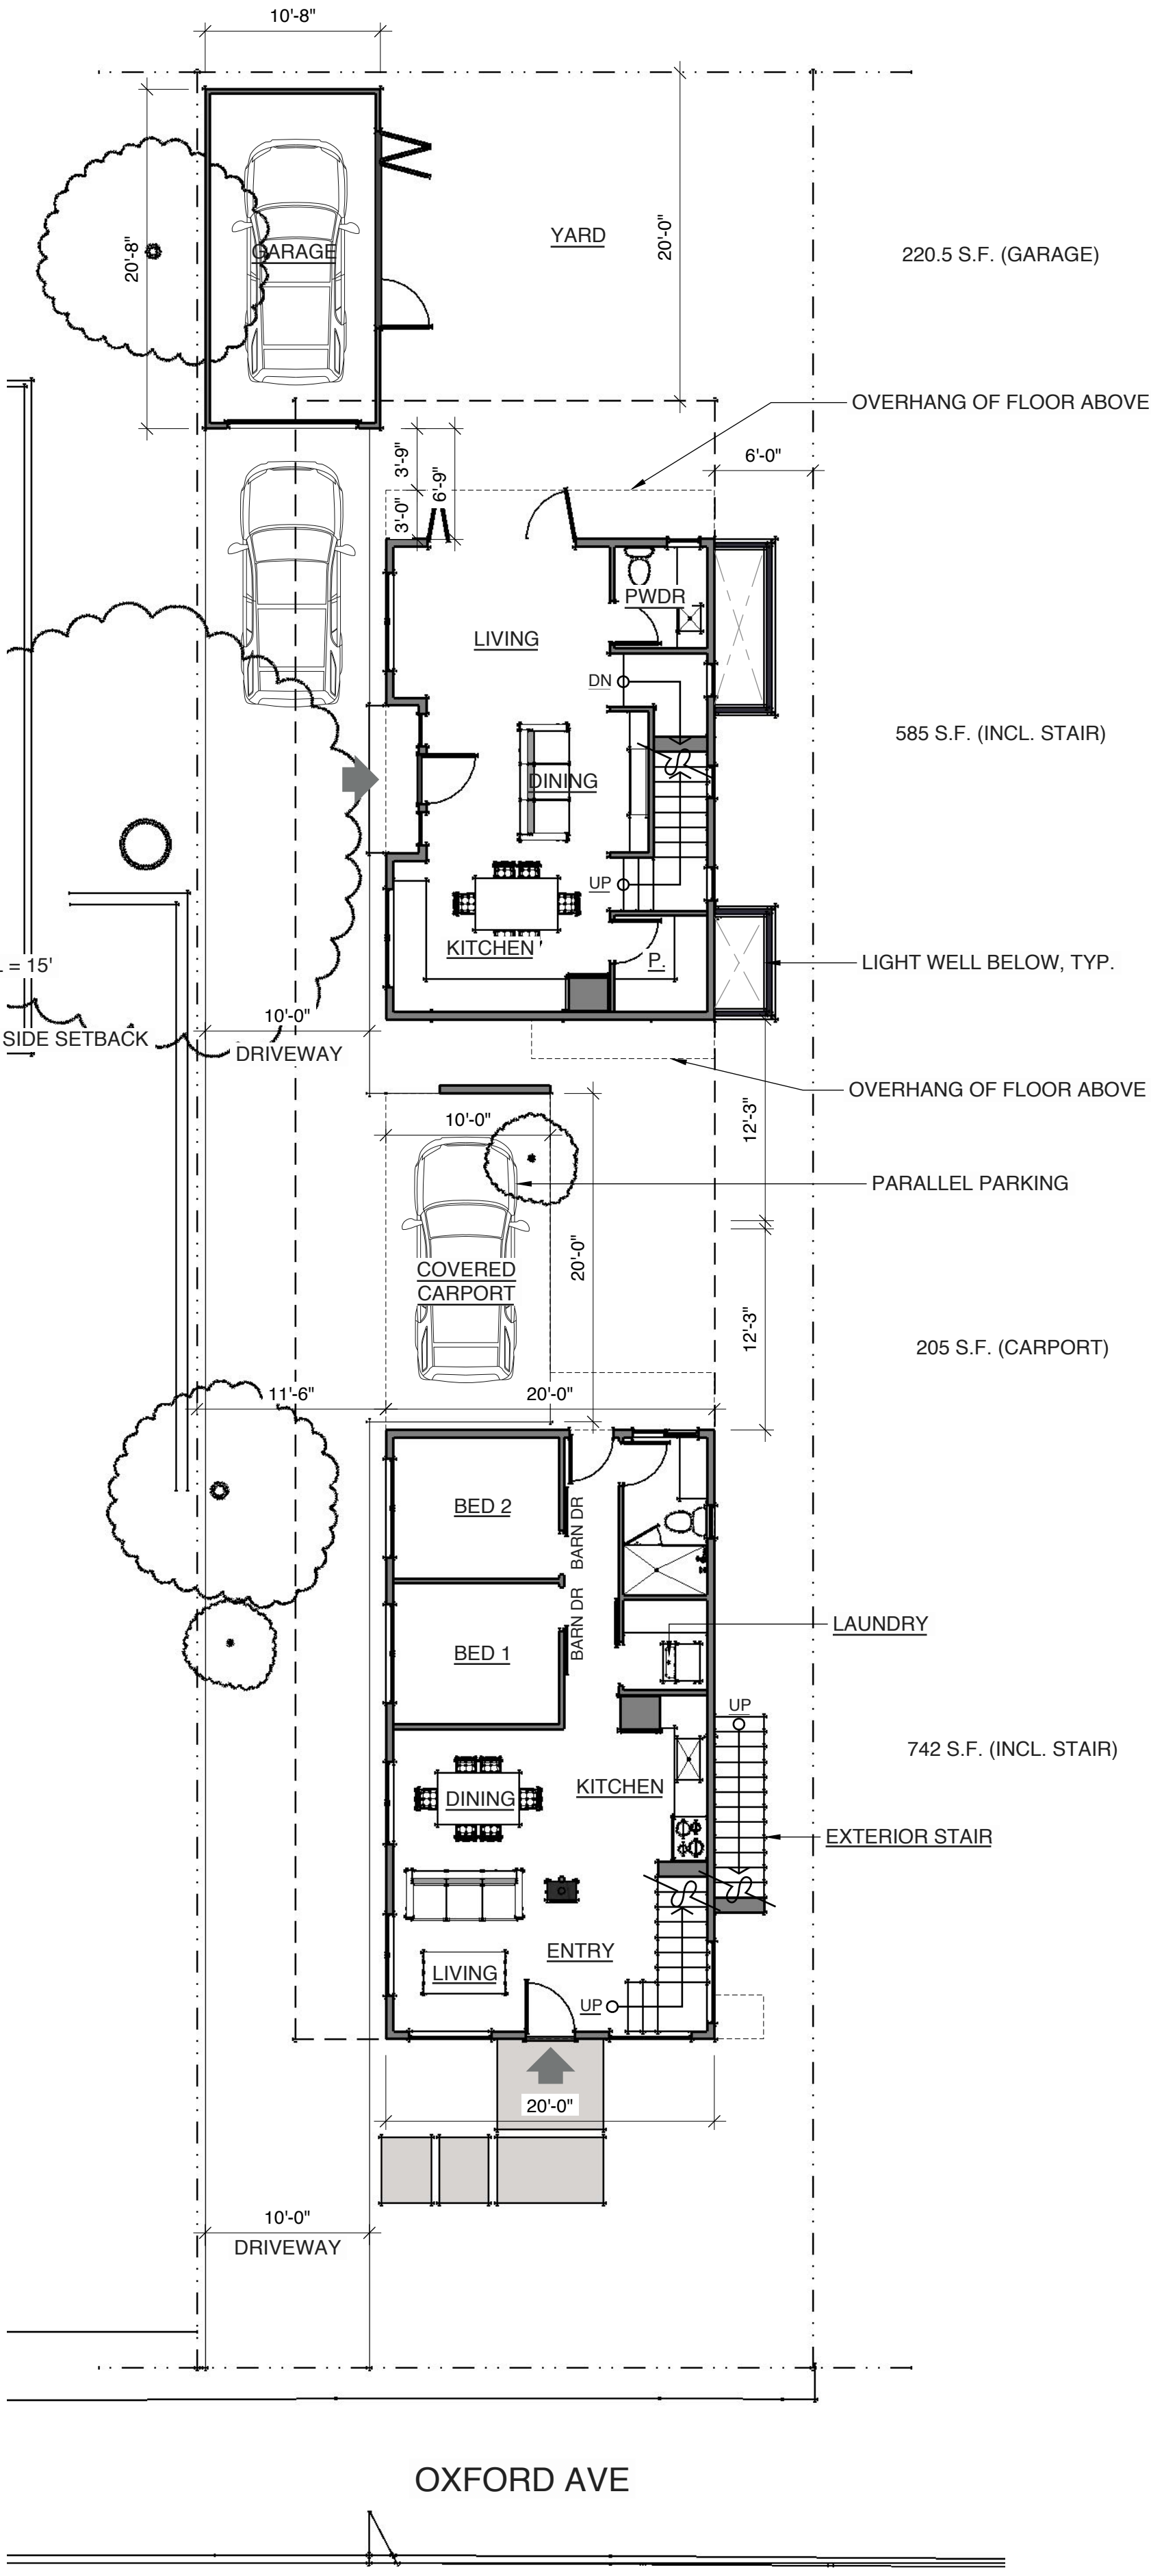 10'-8"
20'-8"
GARAGE
YARD
20'-0"
220.5 S.F. (GARAGE)
OVERHANG OF FLOOR ABOVE
3'-9"
6'-9"
3'-0"
6'-0"
PWDR
LIVING
DN
585 S.F. (INCL. STAIR)
DINING
UP
KITCHEN
P.
= 15'
LIGHT WELL BELOW, TYP.
10'-0"
SIDE SETBACK
DRIVEWAY
OVERHANG OF FLOOR ABOVE
10'-0"
12'-3"
PARALLEL PARKING
20'-0"
COVERED
CARPORT
12'-3"
205 S.F. (CARPORT)
11'-6"
20'-0"
BED 2
BARN DR
BARN DR
BED 1
LAUNDRY
UP
742 S.F. (INCL. STAIR)
KITCHEN
DINING
EXTERIOR STAIR
ENTRY
LIVING
UP
20'-0"
10'-0"
DRIVEWAY
OXFORD AVE